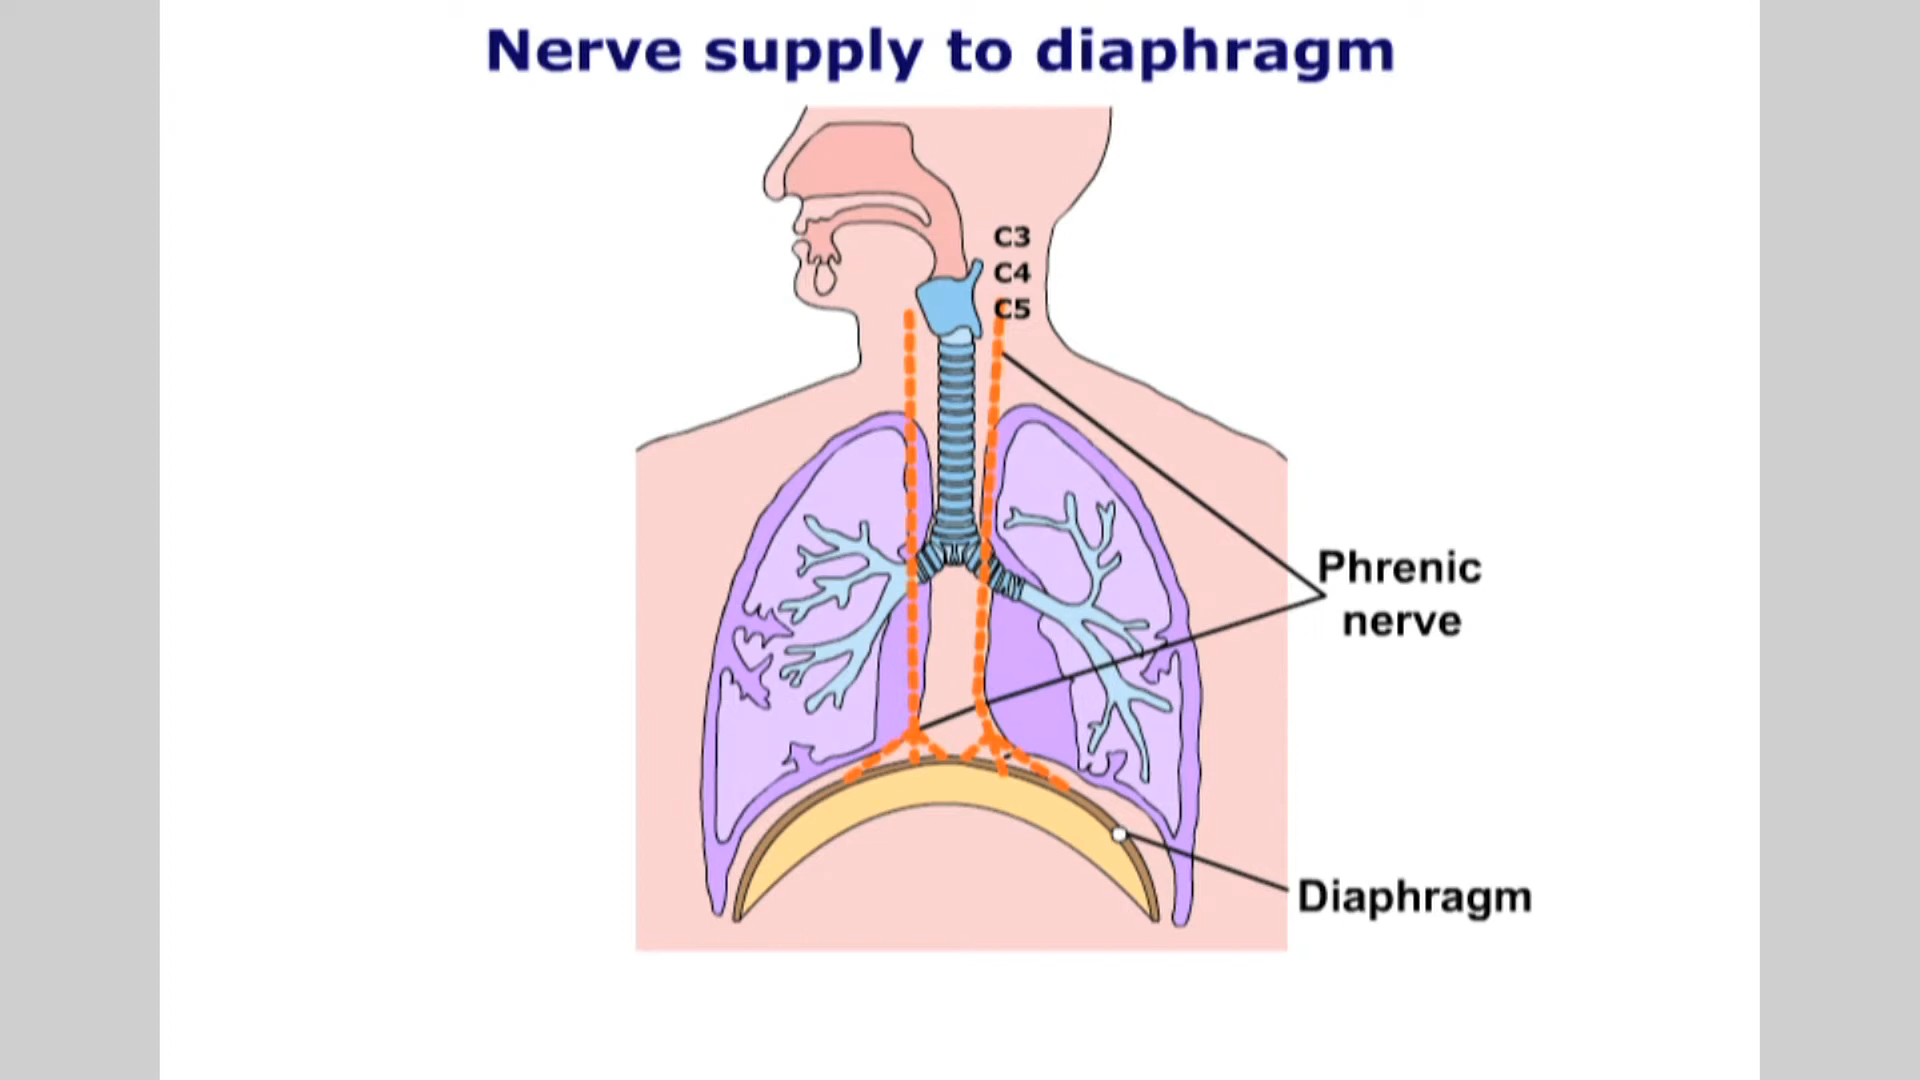 Nerve supply to diaphragm
C3
C4
C5
Phrenic
nerve
Diaphragm